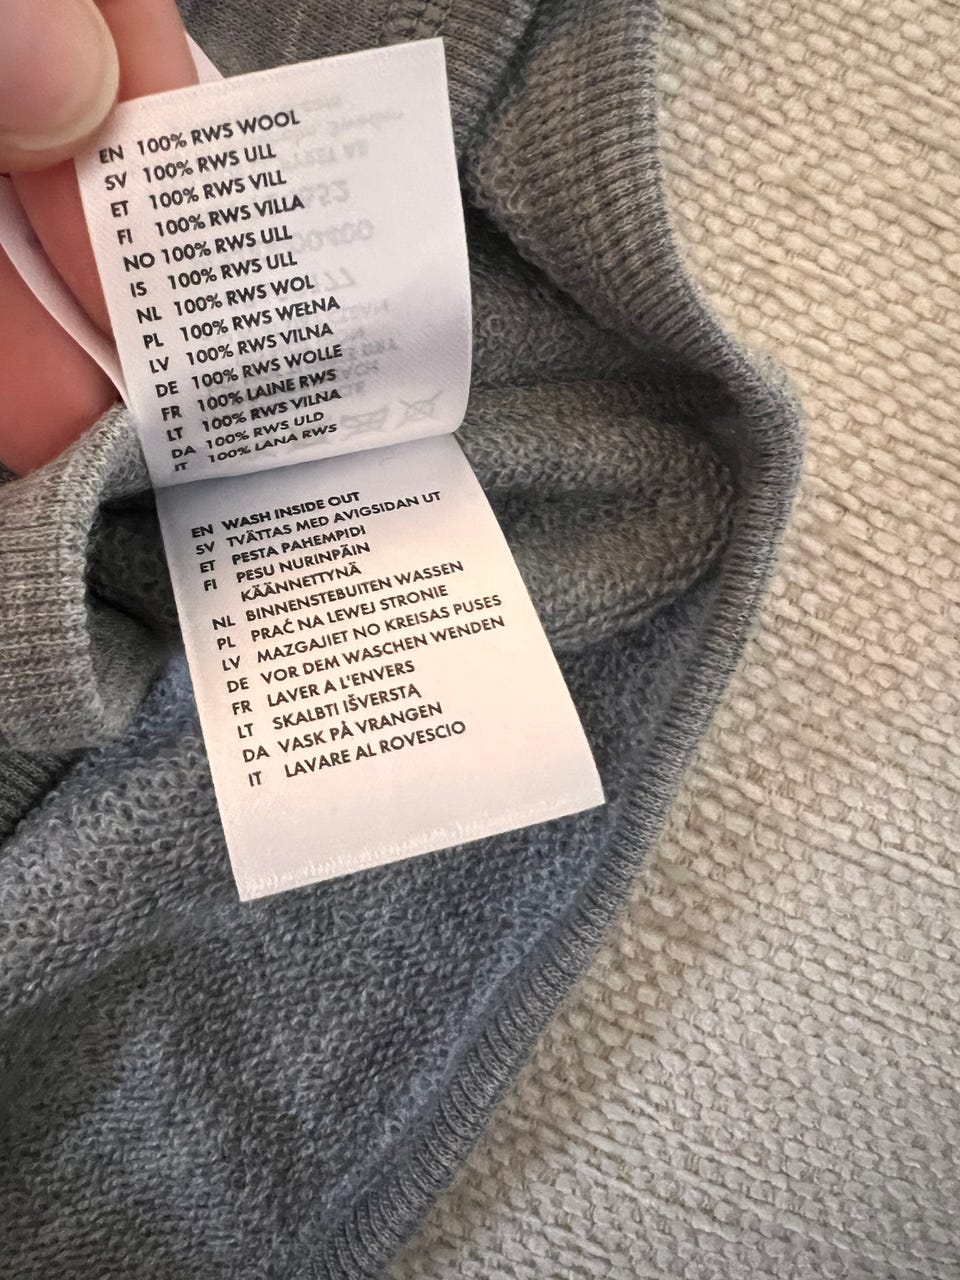 EN 100% RWS WOOL
SV 100% RWS ULL
ET 100% RWS VILL
FI 100% RWS VILLA
NO 100% RWS ULL
IS 100% RWS ULL
NL 100% RWS WOL
PL 100% RWS WEŁNA
LV 100% RWS VILNA
DE 100% RWS WOLLE
FR 100% LAINE RWS
LT 100% RWS VILNA
DA 100% RWS ULD
IT 100% LANA RWS
EN WASH INSIDE OUT
SV TVÄTTAS MED AVIGSIDAN UT
ET PESTA PAHEMPIDI
FI PESU NURINPÄIN
KÄÄNNETTYNÄ
NL BINNENSTEBUITEN WASSEN
PL PRAĆ NA LEWEJ STRONIE
LV MAZGAJIET NO KREISAS PUSES
DE VOR DEM WASCHEN WENDEN
FR LAVER A L'ENVERS
LT SKALBTI IŠVERSTA
DA VASK PÅ VRANGEN
IT LAVARE AL ROVESCIO